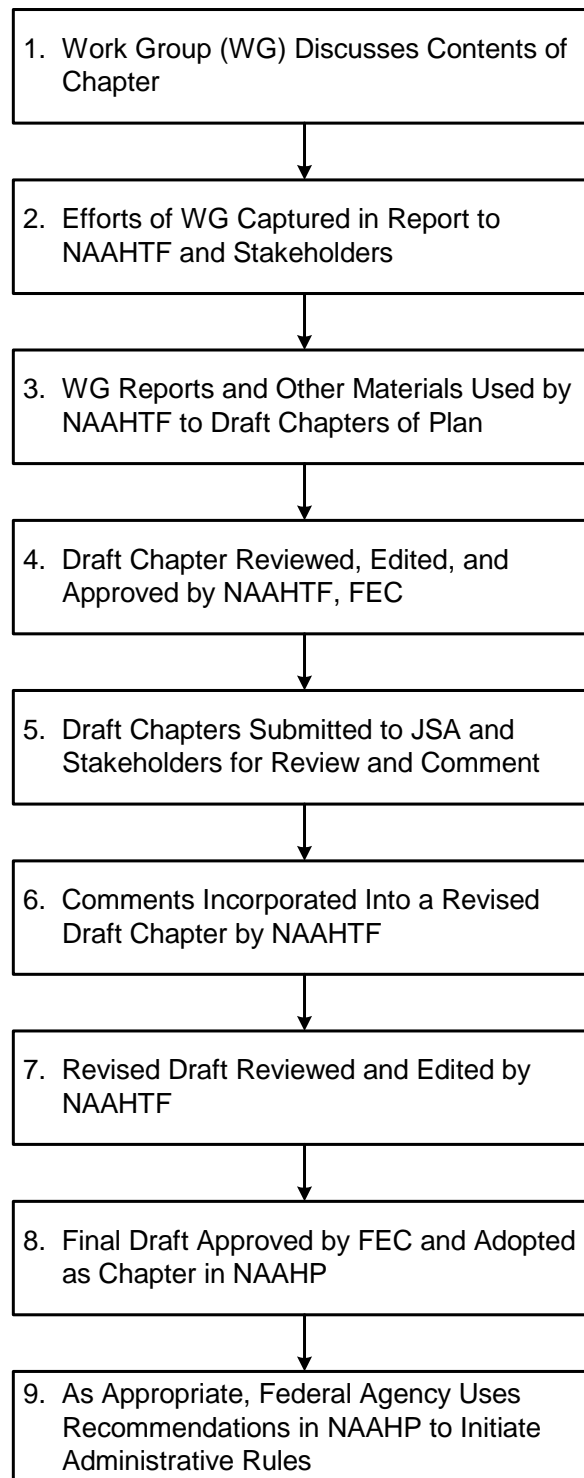 1. Work Group (WG) Discusses Contents of
Chapter
2. Efforts of WG Captured in Report to
NAAHTF and Stakeholders
3. WG Reports and Other Materials Used by
NAAHTF to Draft Chapters of Plan
4. Draft Chapter Reviewed, Edited, and
Approved by NAAHTF, FEC
5. Draft Chapters Submitted to JSA and
Stakeholders for Review and Comment
6. Comments Incorporated Into a Revised
Draft Chapter by NAAHTF
7. Revised Draft Reviewed and Edited by
NAAHTF
8. Final Draft Approved by FEC and Adopted
as Chapter in NAAHP
9. As Appropriate, Federal Agency Uses
Recommendations in NAAHP to Initiate
Administrative Rules